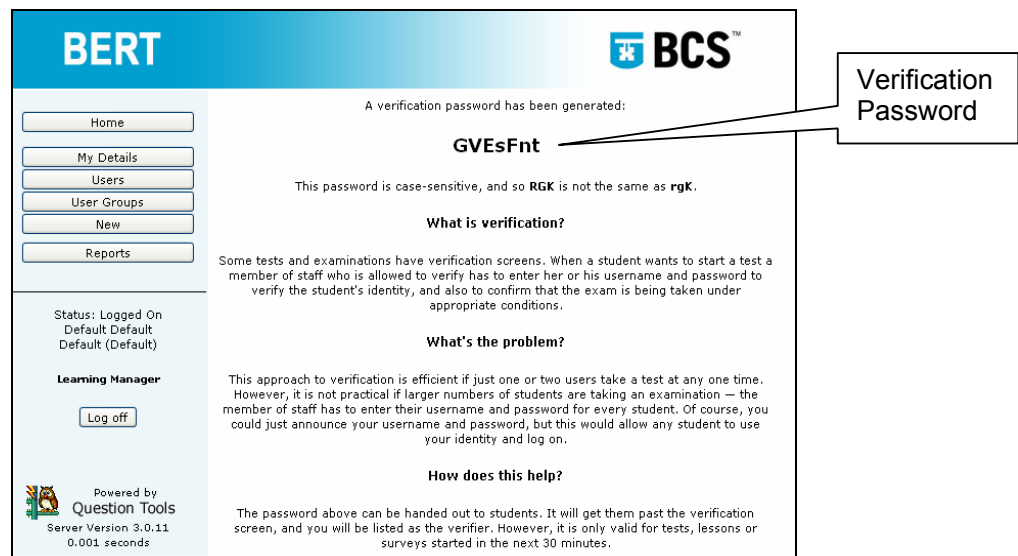 BERT
BCS™
Verification
Password
Home
My Details
Users
User Groups
New
Reports
Status: Logged On
Default Default
Default (Default)
Learning Manager
Log off
Powered by
Question Tools
Server Version 3.0.11
0.001 seconds
A verification password has been generated:
GVEsFnt
This password is case-sensitive, and so RGK is not the same as rgK.
What is verification?
Some tests and examinations have verification screens. When a student wants to start a test a
member of staff who is allowed to verify has to enter her or his username and password to
verify the student's identity, and also to confirm that the exam is being taken under
appropriate conditions.
What's the problem?
This approach to verification is efficient if just one or two users take a test at any one time.
However, it is not practical if larger numbers of students are taking an examination — the
member of staff has to enter their username and password for every student. Of course, you
could just announce your username and password, but this would allow any student to use
your identity and log on.
How does this help?
The password above can be handed out to students. It will get them past the verification
screen, and you will be listed as the verifier. However, it is only valid for tests, lessons or
surveys started in the next 30 minutes.